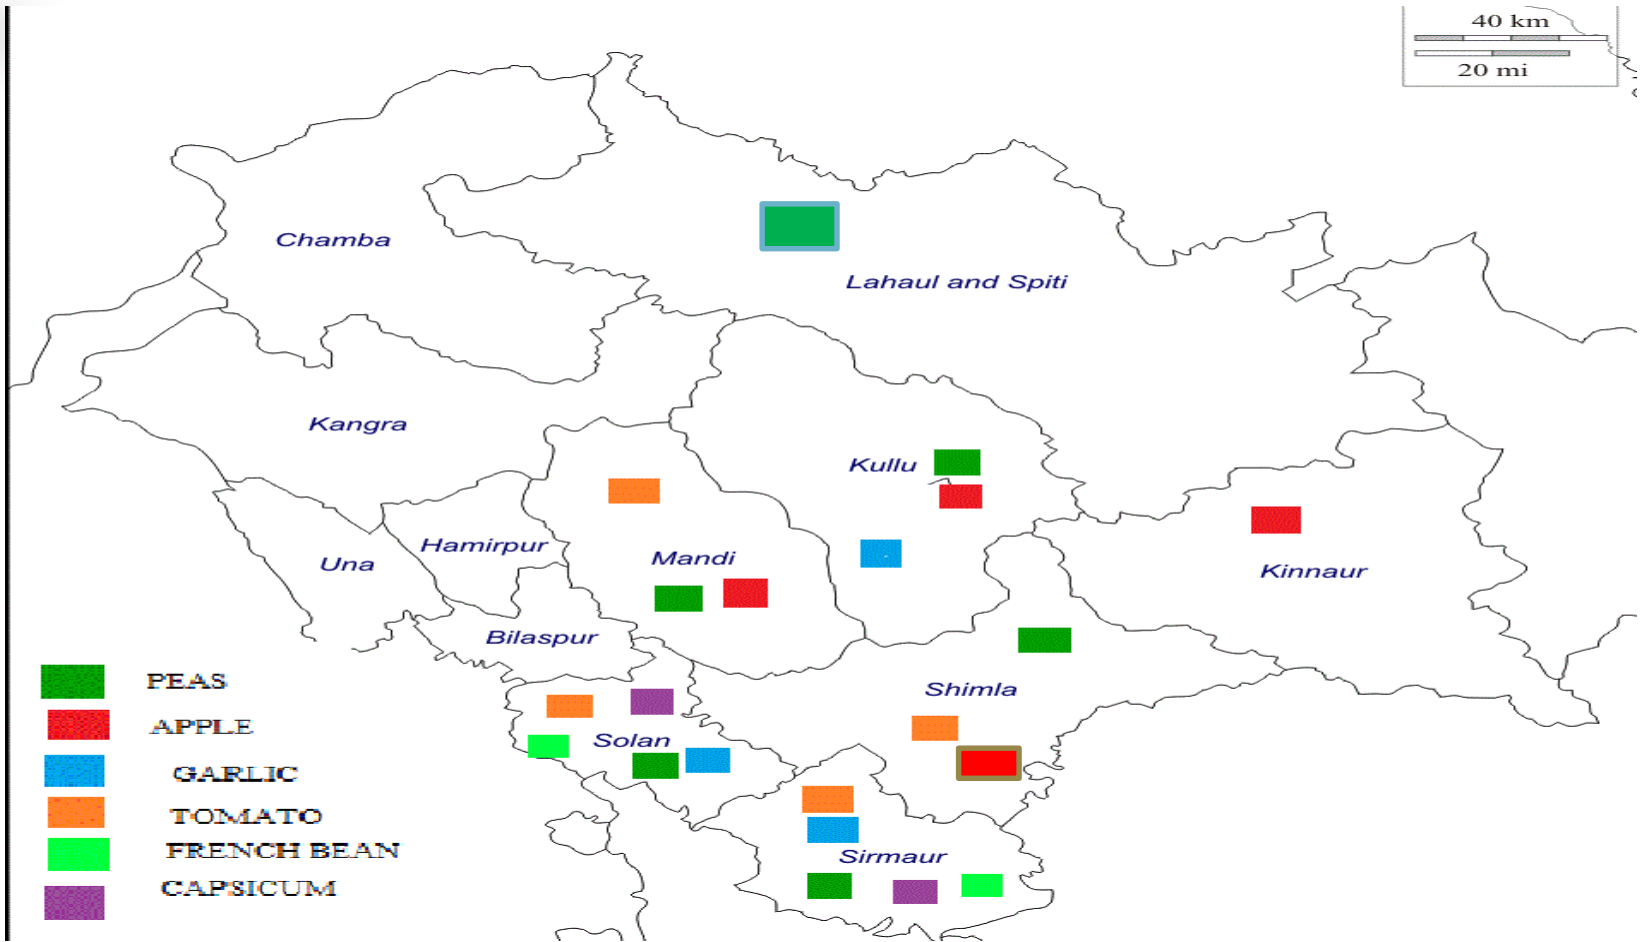 40 km
20 mi
Chamba
Lahaul and Spiti
Kangra
Kullu
Hamirpur
Mandi
Una
Kinnaur
Bilaspur
Shimla
Solan
Sirmaur
PEAS
APPLE
GARLIC
TOMATO
FRENCH BEAN
CAPSICUM